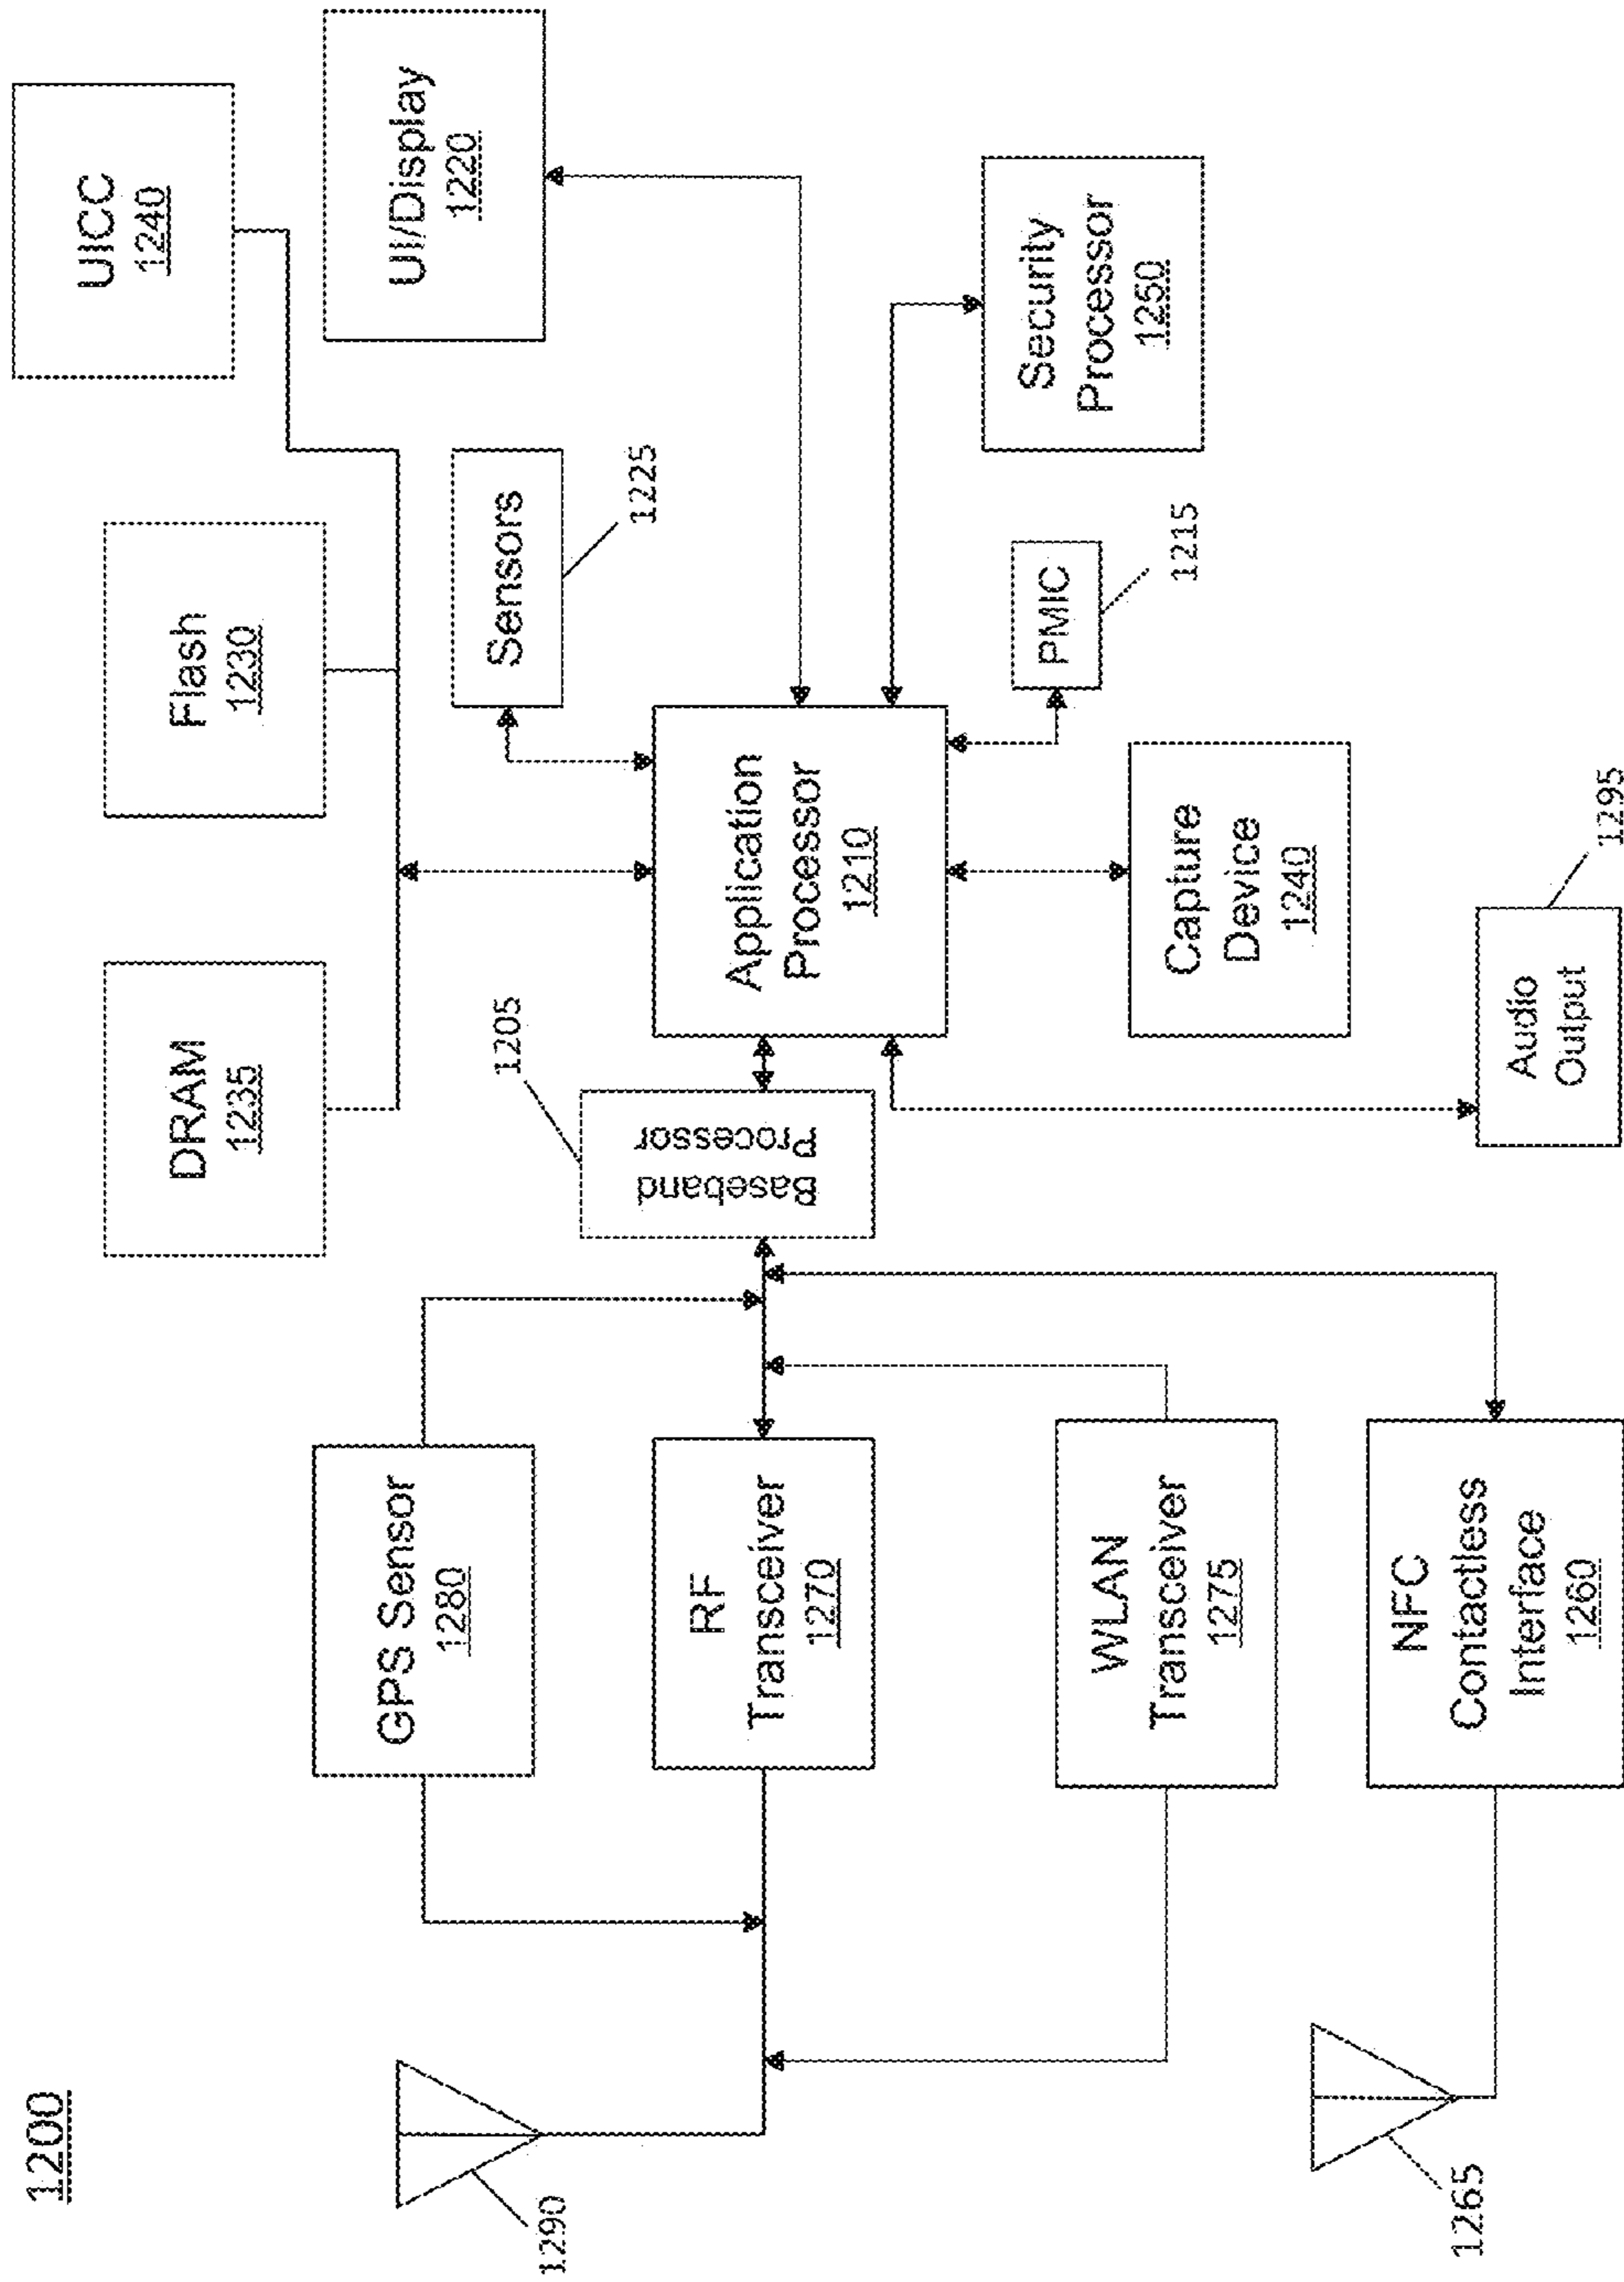 1200
UICC
1240
DRAM
1235
Flash
1230
UI/Display
1220
GPS Sensor
1280
Sensors
1225
1290
1205
Baseband
Processor
RF
Transceiver
1270
Application
Processor
1210
Security
Processor
1250
PMIC
1215
WLAN
Transceiver
1275
Capture
Device
1240
NFC
Contactless
Interface
1260
1265
Audio
Output
1295